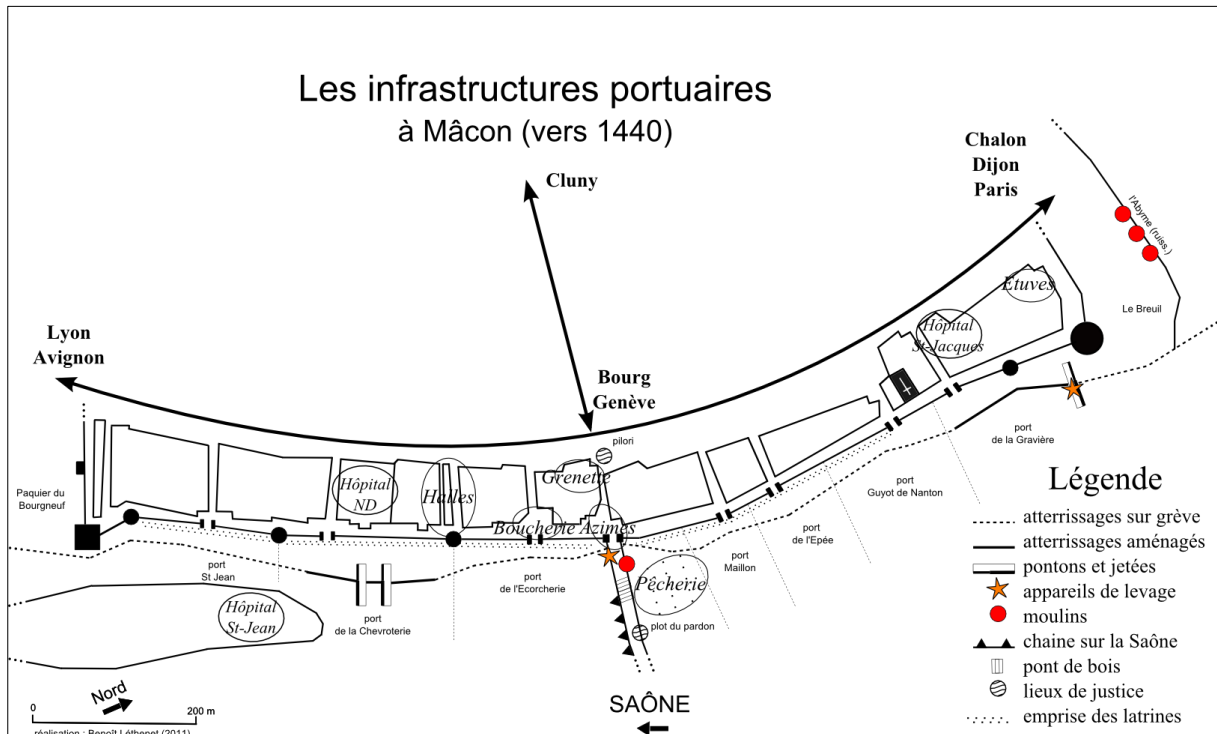 Les infrastructures portuaires
à Mâcon (vers 1440)
Cluny
Chalon
Dijon
Paris
l'Abyme (ruiss.)
Le Breuil
Étuves
Hôpital
St-Jacques
Lyon
Avignon
Bourg
Genève
pilori
Grenette
Halles
Hôpital
ND
Boucherie
Azimes
Paquier du
Bourgneuf
port
St Jean
port
de la Chevroterie
port
de l'Ecorcherie
Pêcherie
plot du pardon
port
Maillon
port
de l'Epée
port
Guyot de Nanton
port
de la Gravière
Hôpital
St-Jean
Nord
0 200 m
réalisation : Benoît Léthenet (2011)
SAÔNE
Légende
atterrissages sur grève
atterrissages aménagés
pontons et jetées
appareils de levage
moulins
chaine sur la Saône
pont de bois
lieux de justice
emprise des latrines